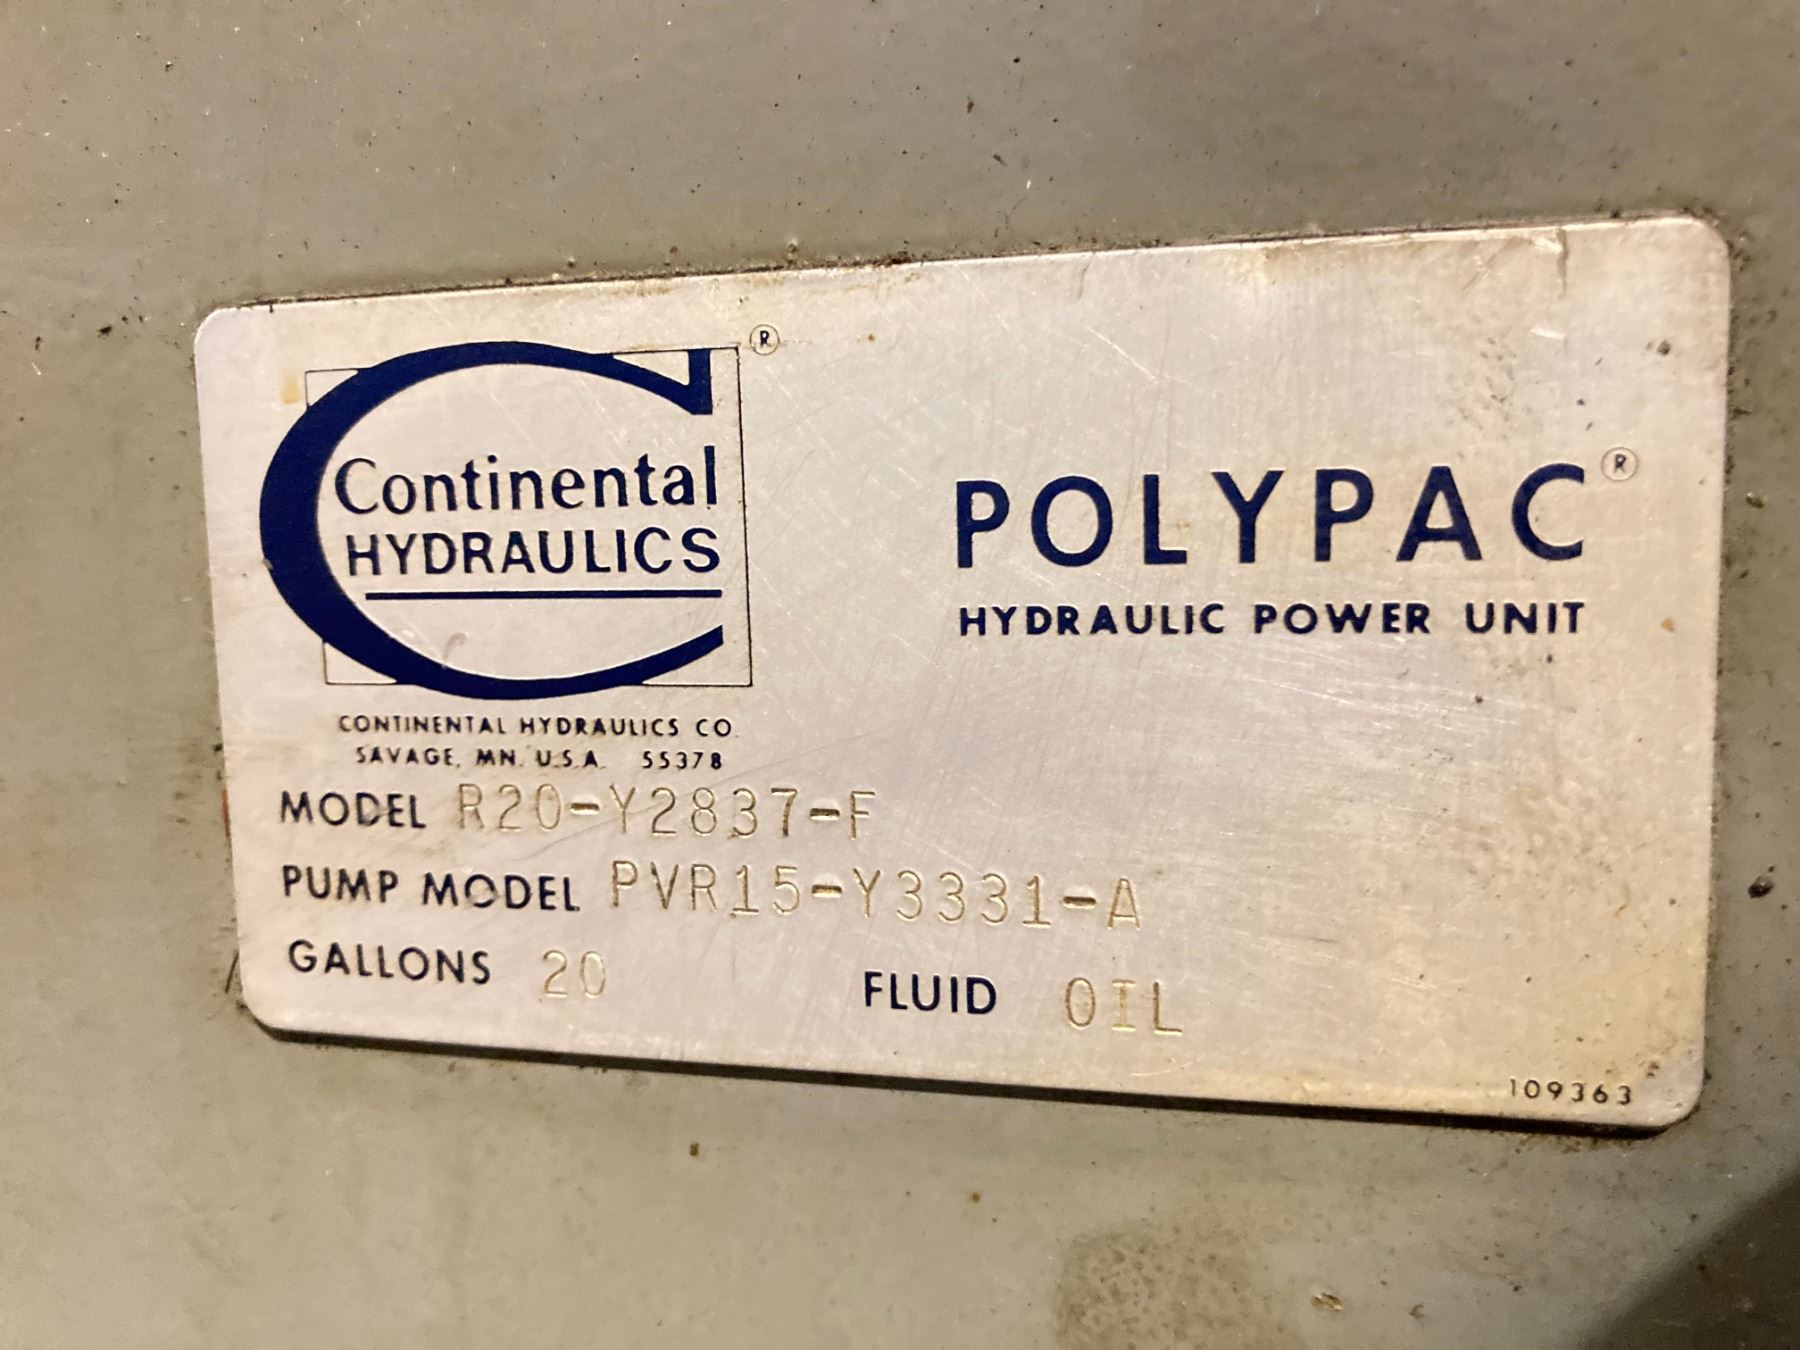 ®
Continental
HYDRAULICS
CONTINENTAL HYDRAULICS CO.
SAVAGE, MN. U.S.A. 55378
POLYPAC®
HYDRAULIC POWER UNIT
MODEL R20-Y2837-F
PUMP MODEL PVR15-Y3331-A
GALLONS 20 FLUID OIL
109363